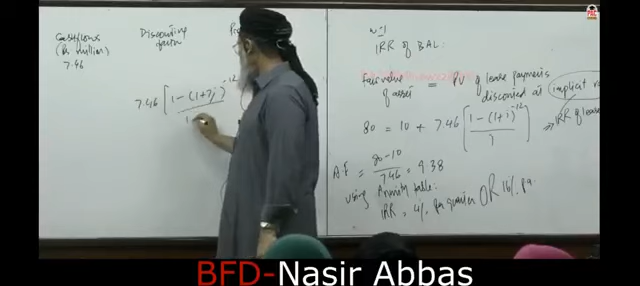 Cashflows
(Rs million)
7.46
Discounting
factor
7.46 [ 1 - (1+?)^-12
w-1
IRR of BAL:
Fair value of asset = PV of lease payments discounted at implicit
80 = 10 + 7.46 [ 1 - (1+i)^-12 / ] => IRR of lease
A.F = 80-10 / 7.46 = 9.38
using Annuity table:
IRR = 4% per quarter OR 16% p.a.
PAC
BFD-Nasir Abbas